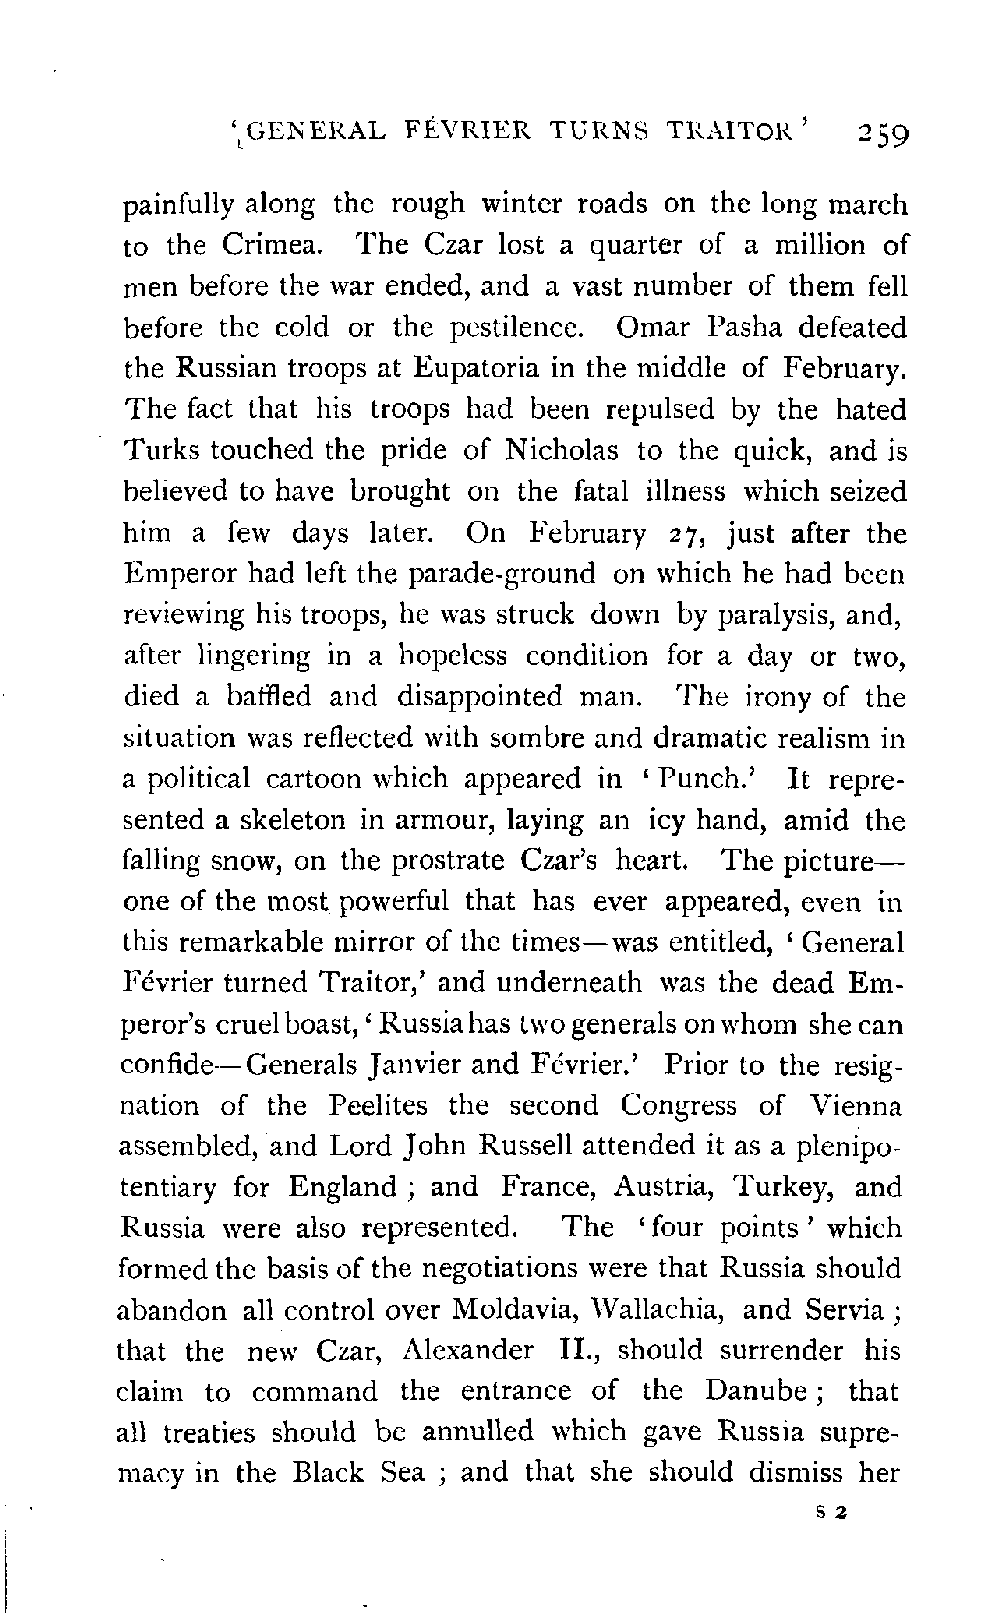 ‘GENERAL FÉVRIER TURNS TRAITOR’ 259
painfully along the rough winter roads on the long march
to the Crimea. The Czar lost a quarter of a million of
men before the war ended, and a vast number of them fell
before the cold or the pestilence. Omar Pasha defeated
the Russian troops at Eupatoria in the middle of February.
The fact that his troops had been repulsed by the hated
Turks touched the pride of Nicholas to the quick, and is
believed to have brought on the fatal illness which seized
him a few days later. On February 27, just after the
Emperor had left the parade-ground on which he had been
reviewing his troops, he was struck down by paralysis, and,
after lingering in a hopeless condition for a day or two,
died a baffled and disappointed man. The irony of the
situation was reflected with sombre and dramatic realism in
a political cartoon which appeared in ‘Punch.’ It repre-
sented a skeleton in armour, laying an icy hand, amid the
falling snow, on the prostrate Czar’s heart. The picture—
one of the most powerful that has ever appeared, even in
this remarkable mirror of the times—was entitled, ‘General
Février turned Traitor,’ and underneath was the dead Em-
peror’s cruel boast, ‘Russia has two generals on whom she can
confide—Generals Janvier and Février.’ Prior to the resig-
nation of the Peelites the second Congress of Vienna
assembled, and Lord John Russell attended it as a plenipo-
tentiary for England ; and France, Austria, Turkey, and
Russia were also represented. The ‘four points’ which
formed the basis of the negotiations were that Russia should
abandon all control over Moldavia, Wallachia, and Servia ;
that the new Czar, Alexander II., should surrender his
claim to command the entrance of the Danube ; that
all treaties should be annulled which gave Russia supre-
macy in the Black Sea ; and that she should dismiss her
S 2